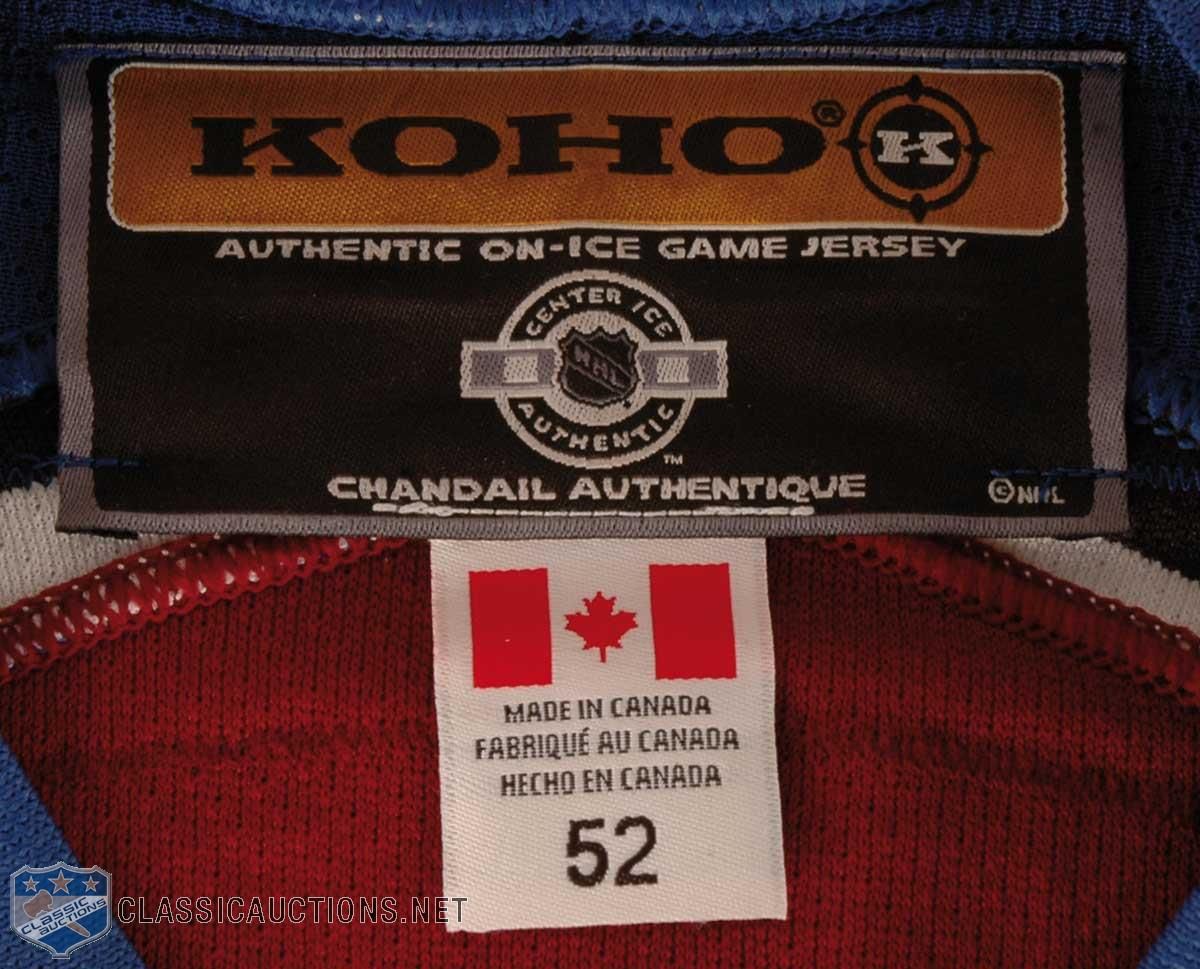 KOHO® K
AUTHENTIC ON-ICE GAME JERSEY
CENTER ICE
NHL
AUTHENTIC
TM
CHANDAIL AUTHENTIQUE
©NHL
MADE IN CANADA
FABRIQUÉ AU CANADA
HECHO EN CANADA
52
CLASSIC
AUCTIONS
CLASSICAUCTIONS.NET